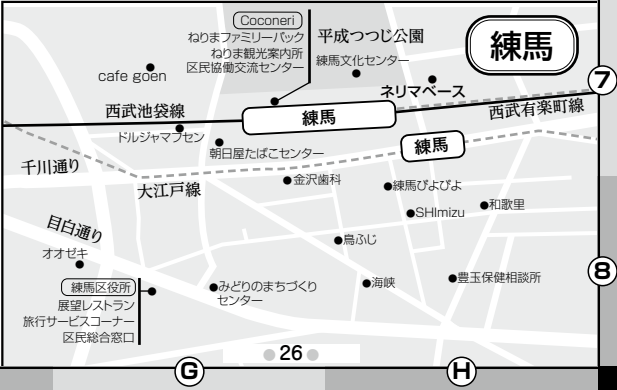 Coconeri
ねりまファミリーパック
ねりま観光案内所
区民協働交流センター
平成つつじ公園
練馬文化センター
練馬
cafe goen
ネリマベース
⑦
西武池袋線
練馬
西武有楽町線
ドルジャマフセン
朝日屋たばこセンター
練馬
千川通り
大江戸線
金沢歯科
練馬ぴよぴよ
SHImizu
和歌里
目白通り
オオゼキ
鳥ふじ
⑧
練馬区役所
展望レストラン
旅行サービスコーナー
区民総合窓口
みどりのまちづくり
センター
海峡
豊玉保健相談所
26
Ⓖ
Ⓗ